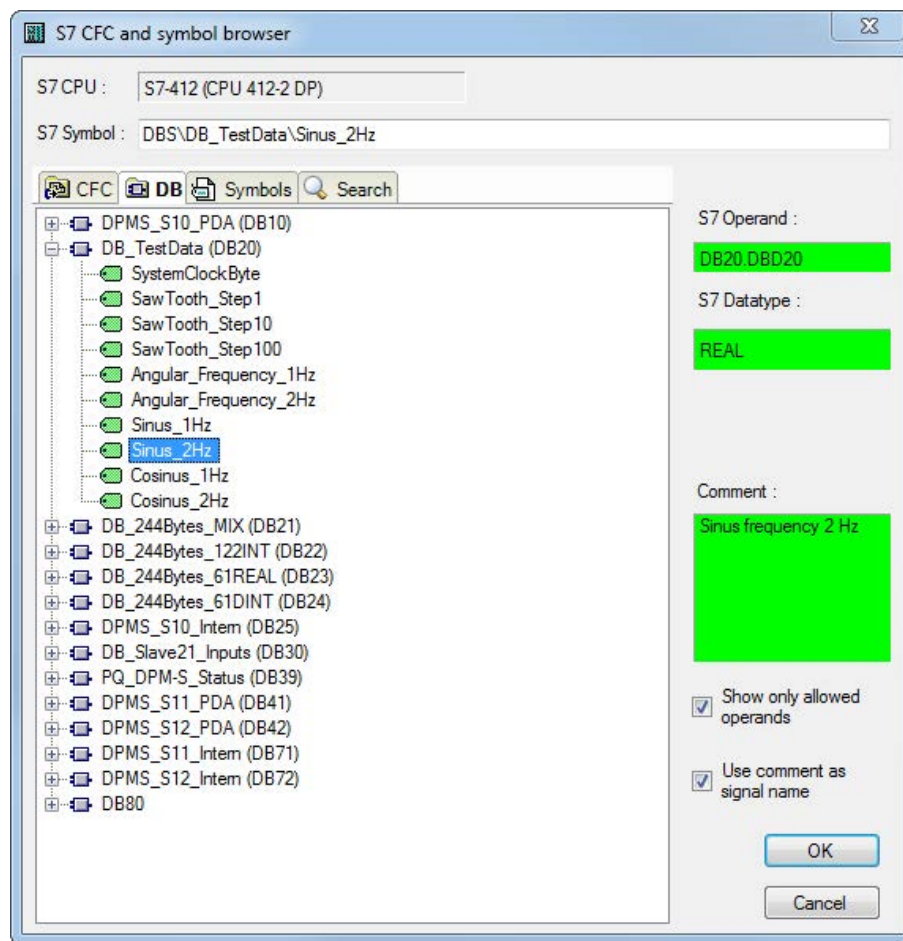 S7 CFC and symbol browser
S7 CPU :
S7-412 (CPU 412-2 DP)
S7 Symbol :
DBS\DB_TestData\Sinus_2Hz
CFC
DB
Symbols
Search
DPMS_S10_PDA (DB10)
DB_TestData (DB20)
SystemClockByte
SawTooth_Step1
SawTooth_Step10
SawTooth_Step100
Angular_Frequency_1Hz
Angular_Frequency_2Hz
Sinus_1Hz
Sinus_2Hz
Cosinus_1Hz
Cosinus_2Hz
DB_244Bytes_MIX (DB21)
DB_244Bytes_122INT (DB22)
DB_244Bytes_61REAL (DB23)
DB_244Bytes_61DINT (DB24)
DPMS_S10_Intern (DB25)
DB_Slave21_Inputs (DB30)
PQ_DPM-S_Status (DB39)
DPMS_S11_PDA (DB41)
DPMS_S12_PDA (DB42)
DPMS_S11_Intern (DB71)
DPMS_S12_Intern (DB72)
DB80
S7 Operand :
DB20.DBD20
S7 Datatype :
REAL
Comment :
Sinus frequency 2 Hz
Show only allowed
operands
Use comment as
signal name
OK
Cancel